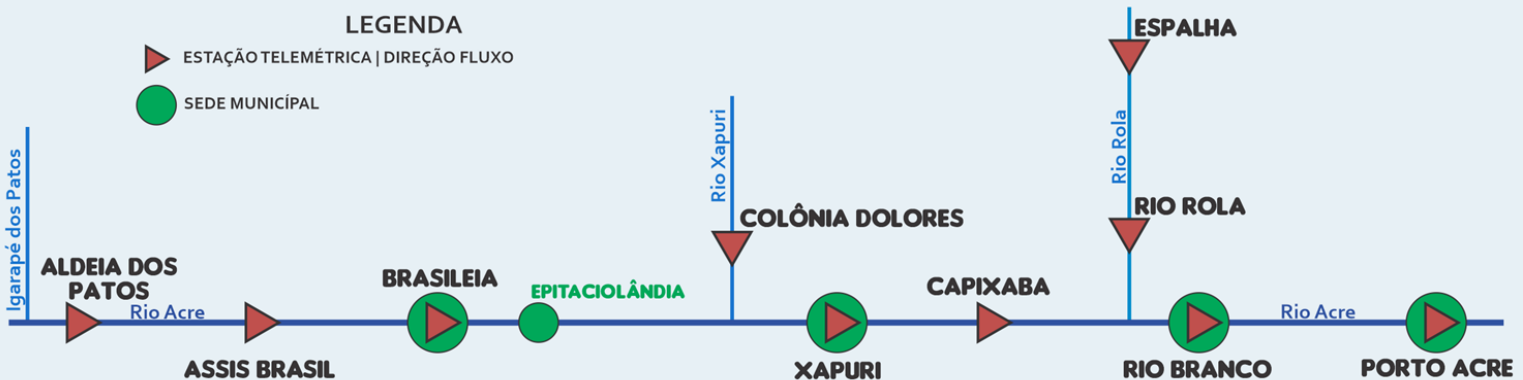 LEGENDA
ESTAÇÃO TELEMÉTRICA | DIREÇÃO FLUXO
SEDE MUNICÍPAL
Igarapé dos Patos
ALDEIA DOS
PATOS
Rio Acre
ASSIS BRASIL
BRASILEIA
EPITACIOLÂNDIA
Rio Xapuri
COLÔNIA DOLORES
XAPURI
CAPIXABA
ESPALHA
Rio Rola
RIO ROLA
RIO BRANCO
Rio Acre
PORTO ACRE